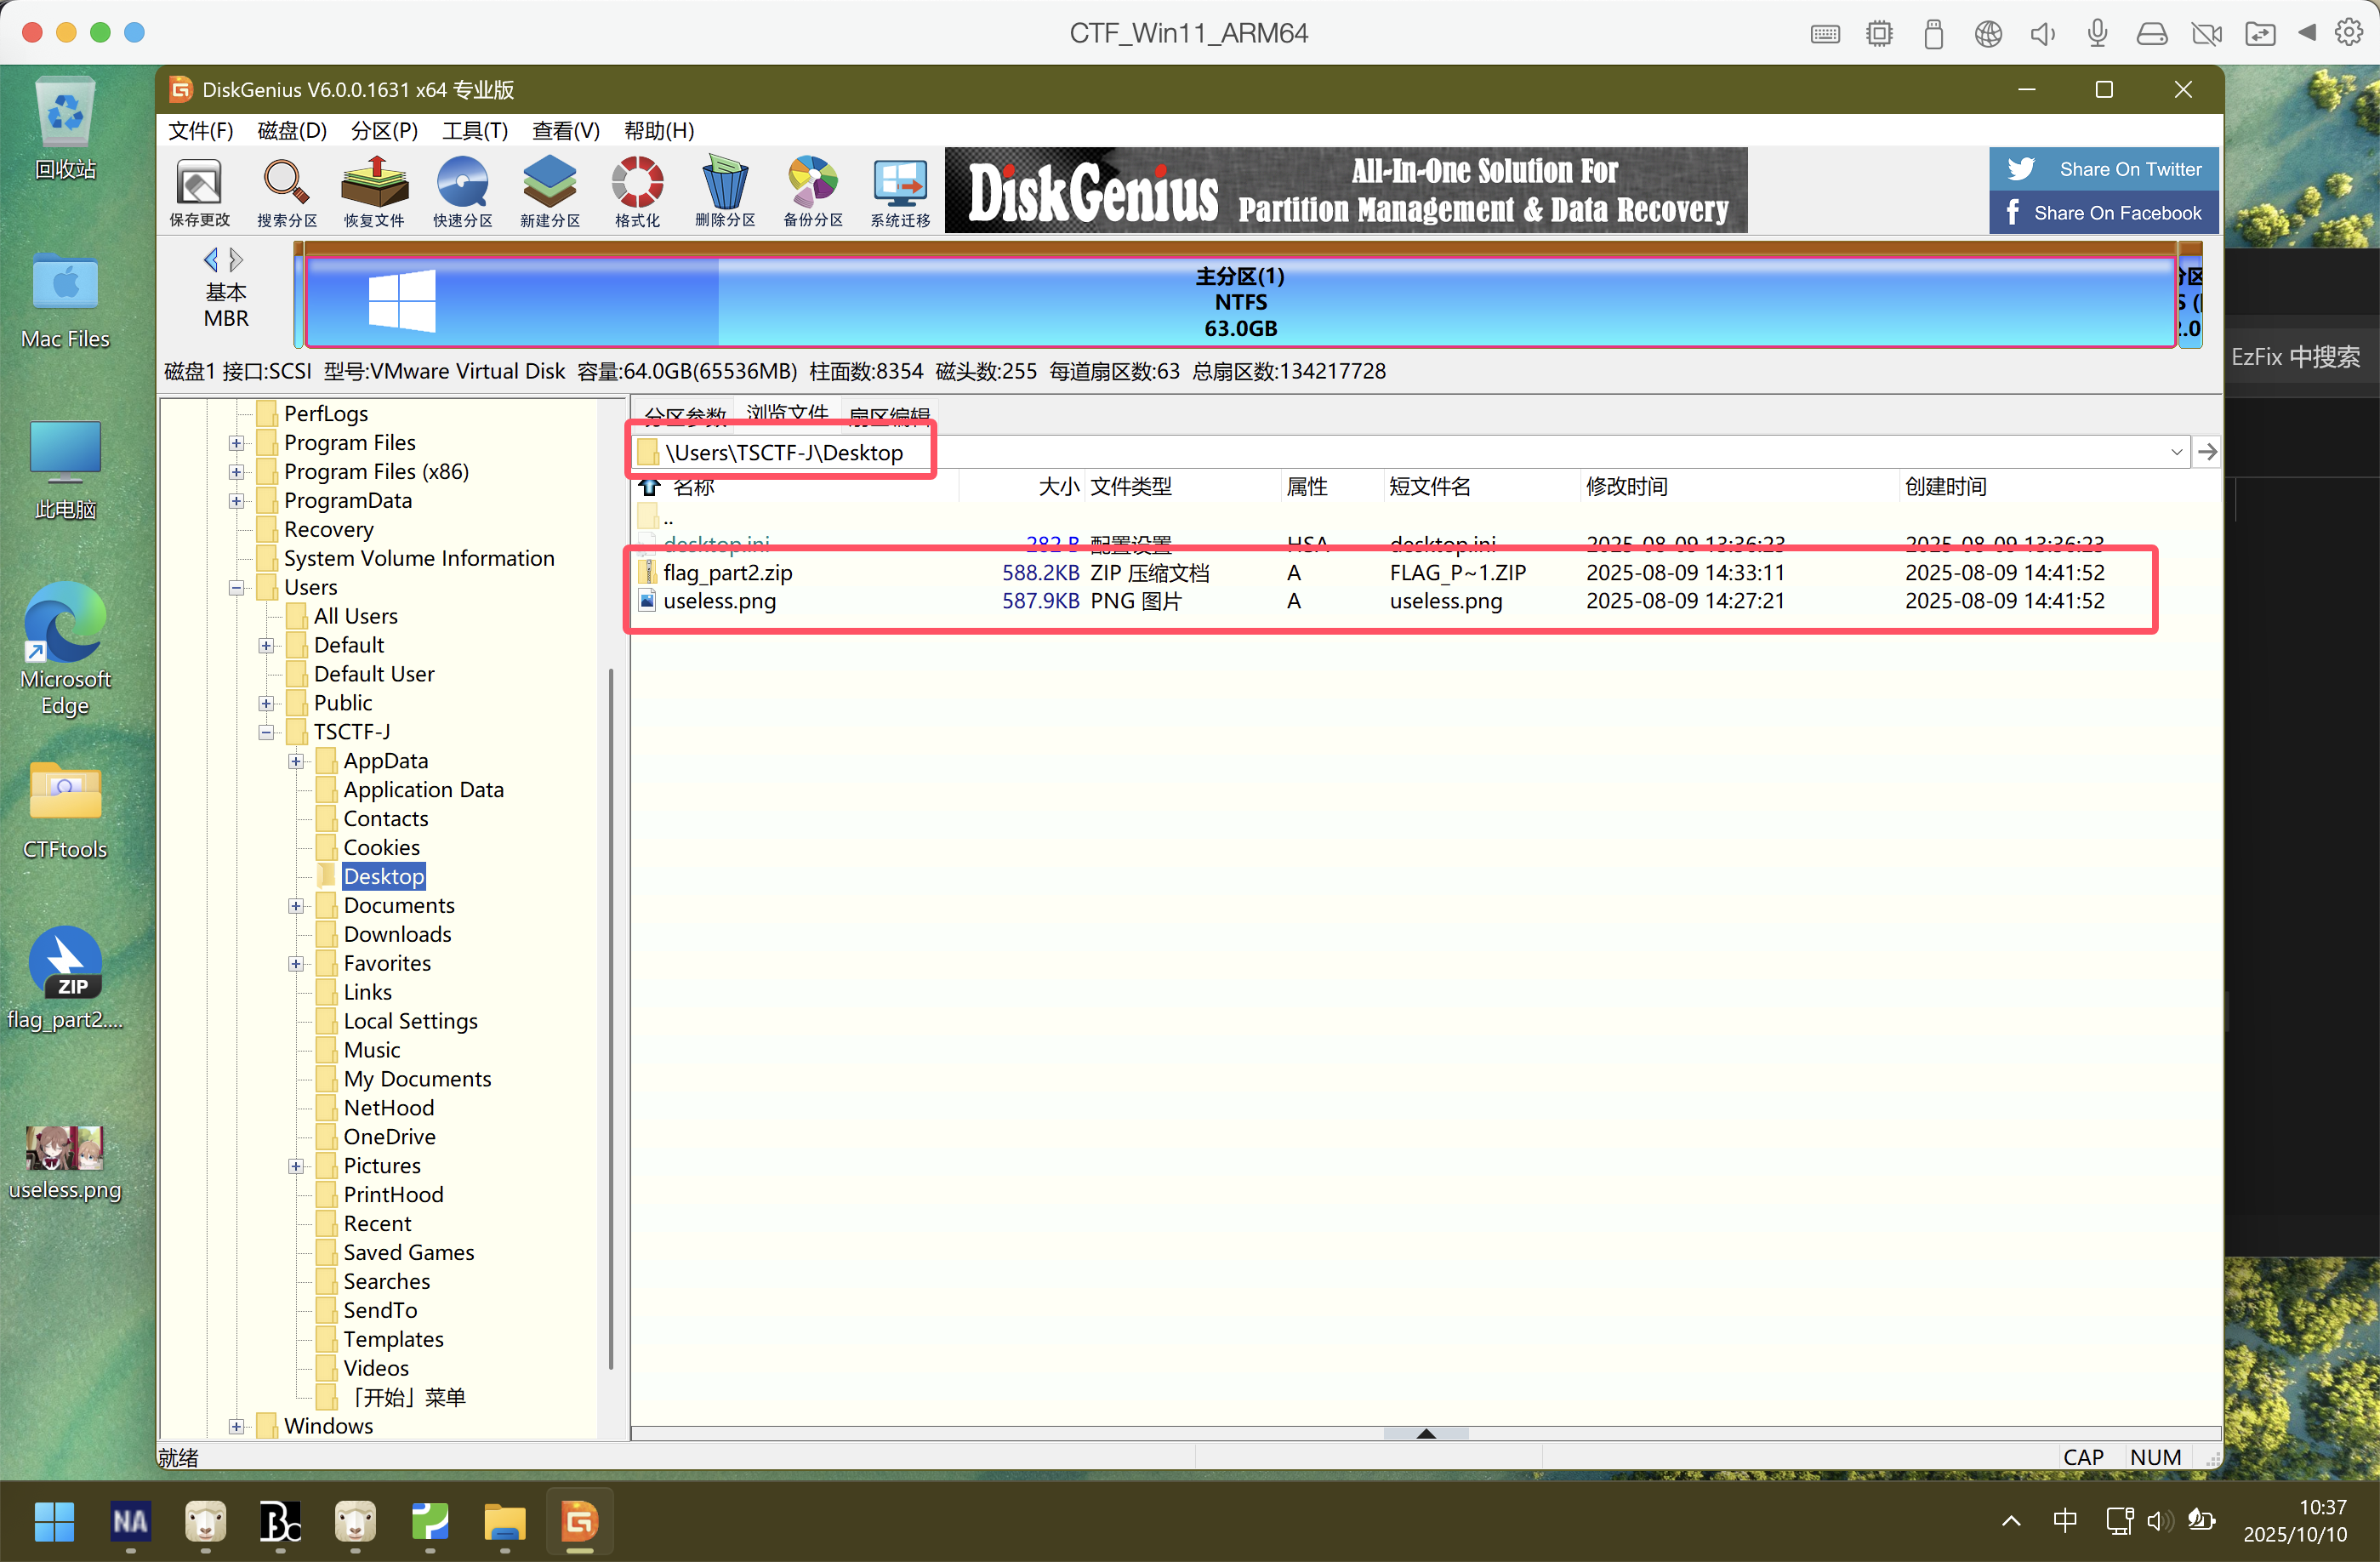 CTF_Win11_ARM64
回收站
Mac Files
此电脑
Microsoft
Edge
CTFtools
ZIP
flag_part2....
useless.png
DiskGenius V6.0.0.1631 x64 专业版
文件(F) 磁盘(D) 分区(P) 工具(T) 查看(V) 帮助(H)
保存更改 搜索分区 恢复文件 快速分区 新建分区 格式化 删除分区 备份分区 系统迁移
DiskGenius
All-In-One Solution For
Partition Management & Data Recovery
Share On Twitter
Share On Facebook
基本
MBR
主分区(1)
NTFS
63.0GB
磁盘1 接口:SCSI 型号:VMware Virtual Disk 容量:64.0GB(65536MB) 柱面数:8354 磁头数:255 每道扇区数:63 总扇区数:134217728
EzFix 中搜索
PerfLogs
Program Files
Program Files (x86)
ProgramData
Recovery
System Volume Information
Users
All Users
Default
Default User
Public
TSCTF-J
AppData
Application Data
Contacts
Cookies
Desktop
Documents
Downloads
Favorites
Links
Local Settings
Music
My Documents
NetHood
OneDrive
Pictures
PrintHood
Recent
Saved Games
Searches
SendTo
Templates
Videos
「开始」菜单
Windows
分区参数 浏览文件 扇区编辑
\Users\TSCTF-J\Desktop
名称 大小 文件类型 属性 短文件名 修改时间 创建时间
..
desktop.ini 282 B 配置设置 HSA desktop.ini 2025-08-09 13:36:23 2025-08-09 13:36:23
flag_part2.zip 588.2KB ZIP 压缩文档 A FLAG_P~1.ZIP 2025-08-09 14:33:11 2025-08-09 14:41:52
useless.png 587.9KB PNG 图片 A useless.png 2025-08-09 14:27:21 2025-08-09 14:41:52
就绪
CAP NUM
NA
中
10:37
2025/10/10